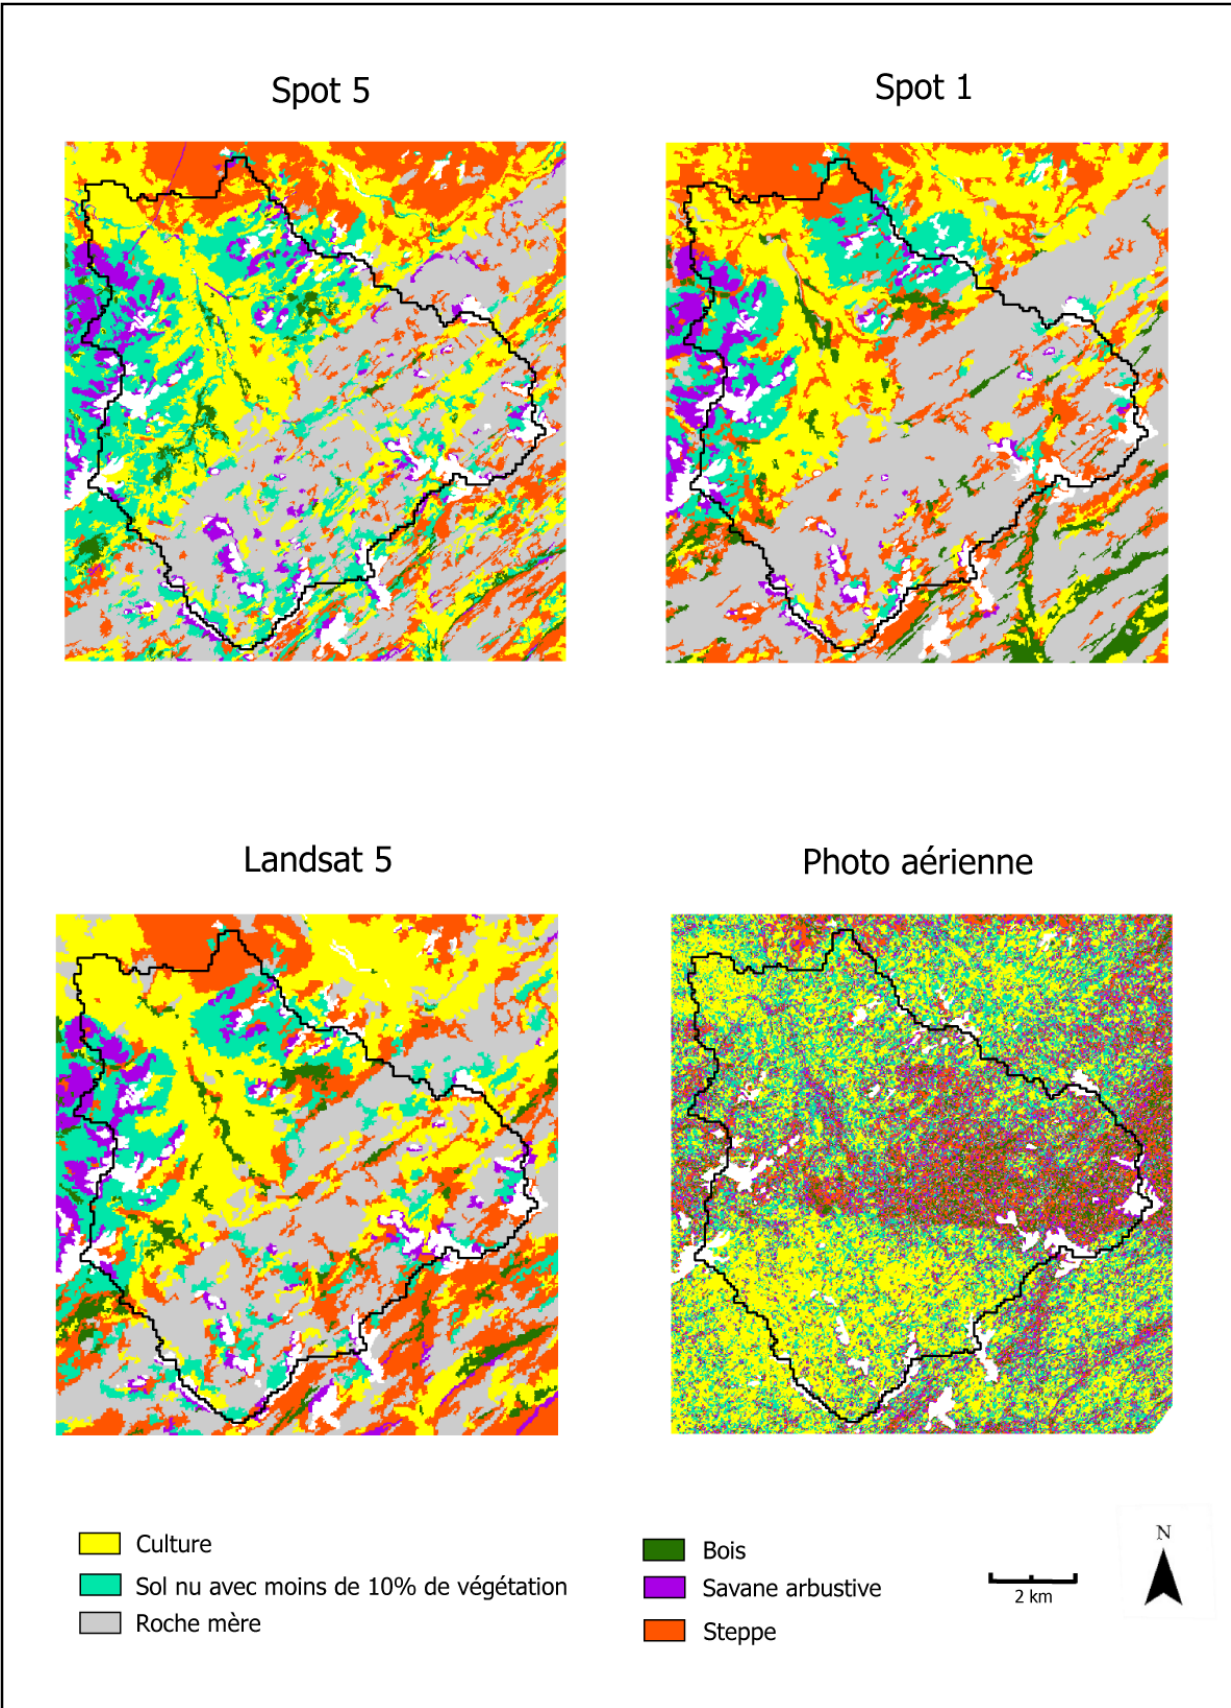 Spot 5
Spot 1
Landsat 5
Photo aérienne
Culture
Sol nu avec moins de 10% de végétation
Roche mère
Bois
Savane arbustive
Steppe
2 km
N